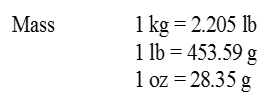 Mass 1 kg = 2.205 lb
1 lb = 453.59 g
1 oz = 28.35 g